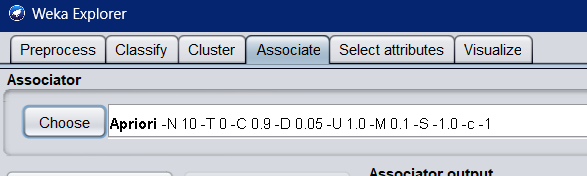 Weka Explorer
Preprocess Classify Cluster Associate Select attributes Visualize
Associator
Choose Apriori -N 10 -T 0 -C 0.9 -D 0.05 -U 1.0 -M 0.1 -S -1.0 -c -1
Associator output